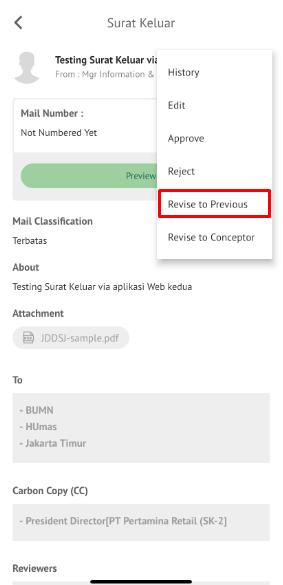 Surat Keluar
Testing Surat Keluar via
From : Mgr Information &
History
Edit
Approve
Reject
Revise to Previous
Revise to Conceptor
Mail Number :
Not Numbered Yet
Preview
Mail Classification
Terbatas
About
Testing Surat Keluar via aplikasi Web kedua
Attachment
JDDSJ-sample.pdf
To
- BUMN
- HUmas
- Jakarta Timur
Carbon Copy (CC)
- President Director[PT Pertamina Retail (SK-2]
Reviewers